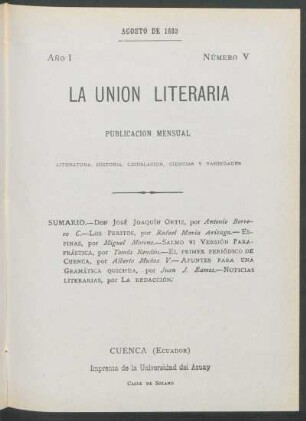 AGOSTO DE 1893
AÑO I NÚMERO V
LA UNION LITERARIA
PUBLICACION MENSUAL
LITERATURA, HISTORIA, LEGISLACION, CIENCIAS Y VARIEDADES
SUMARIO.—DON JOSÉ JOAQUÍN ORTIZ, por Antonio Borre-
ro C.—LOS PERITOS, por Rafael María Arízaga.—ES-
PINAS, por Miguel Moreno.—SALMO VI VERSIÓN PARA-
FRÁSTICA, por Tomás Rendón.—EL PRIMER PERIÓDICO DE
CUENCA, por Alberto Muñoz V.—APUNTES PARA UNA
GRAMÁTICA QUICHUA, por Juan J. Ramos.—NOTICIAS
LITERARIAS, por LA REDACCIÓN.
CUENCA (ECUADOR)
Imprenta de la Universidad del Azuay
CALLE DE SOLANO